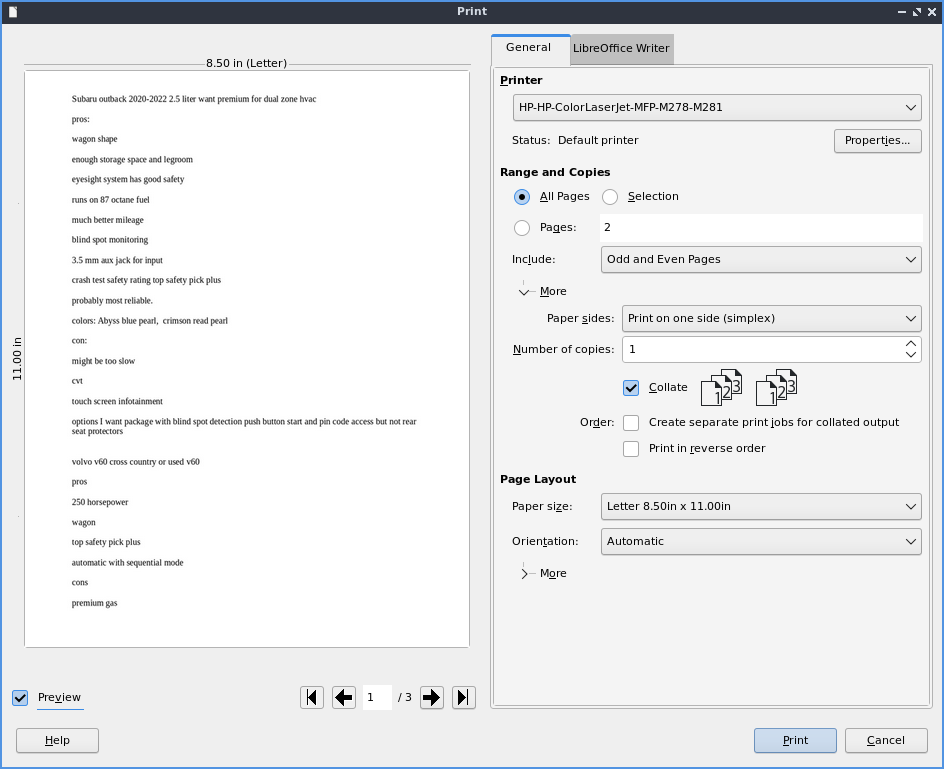 Print
8.50 in (Letter)
11.00 in
Subaru outback 2020-2022 2.5 liter want premium for dual zone hvac
pros:
wagon shape
enough storage space and legroom
eyesight system has good safety
runs on 87 octane fuel
much better mileage
blind spot monitoring
3.5 mm aux jack for input
crash test safety rating top safety pick plus
probably most reliable.
colors: Abyss blue pearl,  crimson read pearl
con:
might be too slow
cvt
touch screen infotainment
options I want package with blind spot detection push button start and pin code access but not rear
seat protectors
volvo v60 cross country or used v60
pros
250 horsepower
wagon
top safety pick plus
automatic with sequential mode
cons
premium gas
Preview
1 / 3
General LibreOffice Writer
Printer
HP-HP-ColorLaserJet-MFP-M278-M281
Status: Default printer Properties...
Range and Copies
All Pages Selection
Pages: 2
Include: Odd and Even Pages
More
Paper sides: Print on one side (simplex)
Number of copies: 1
Collate 1 2 3 1 2 3
Order: Create separate print jobs for collated output
Print in reverse order
Page Layout
Paper size: Letter 8.50in x 11.00in
Orientation: Automatic
More
Help Print Cancel